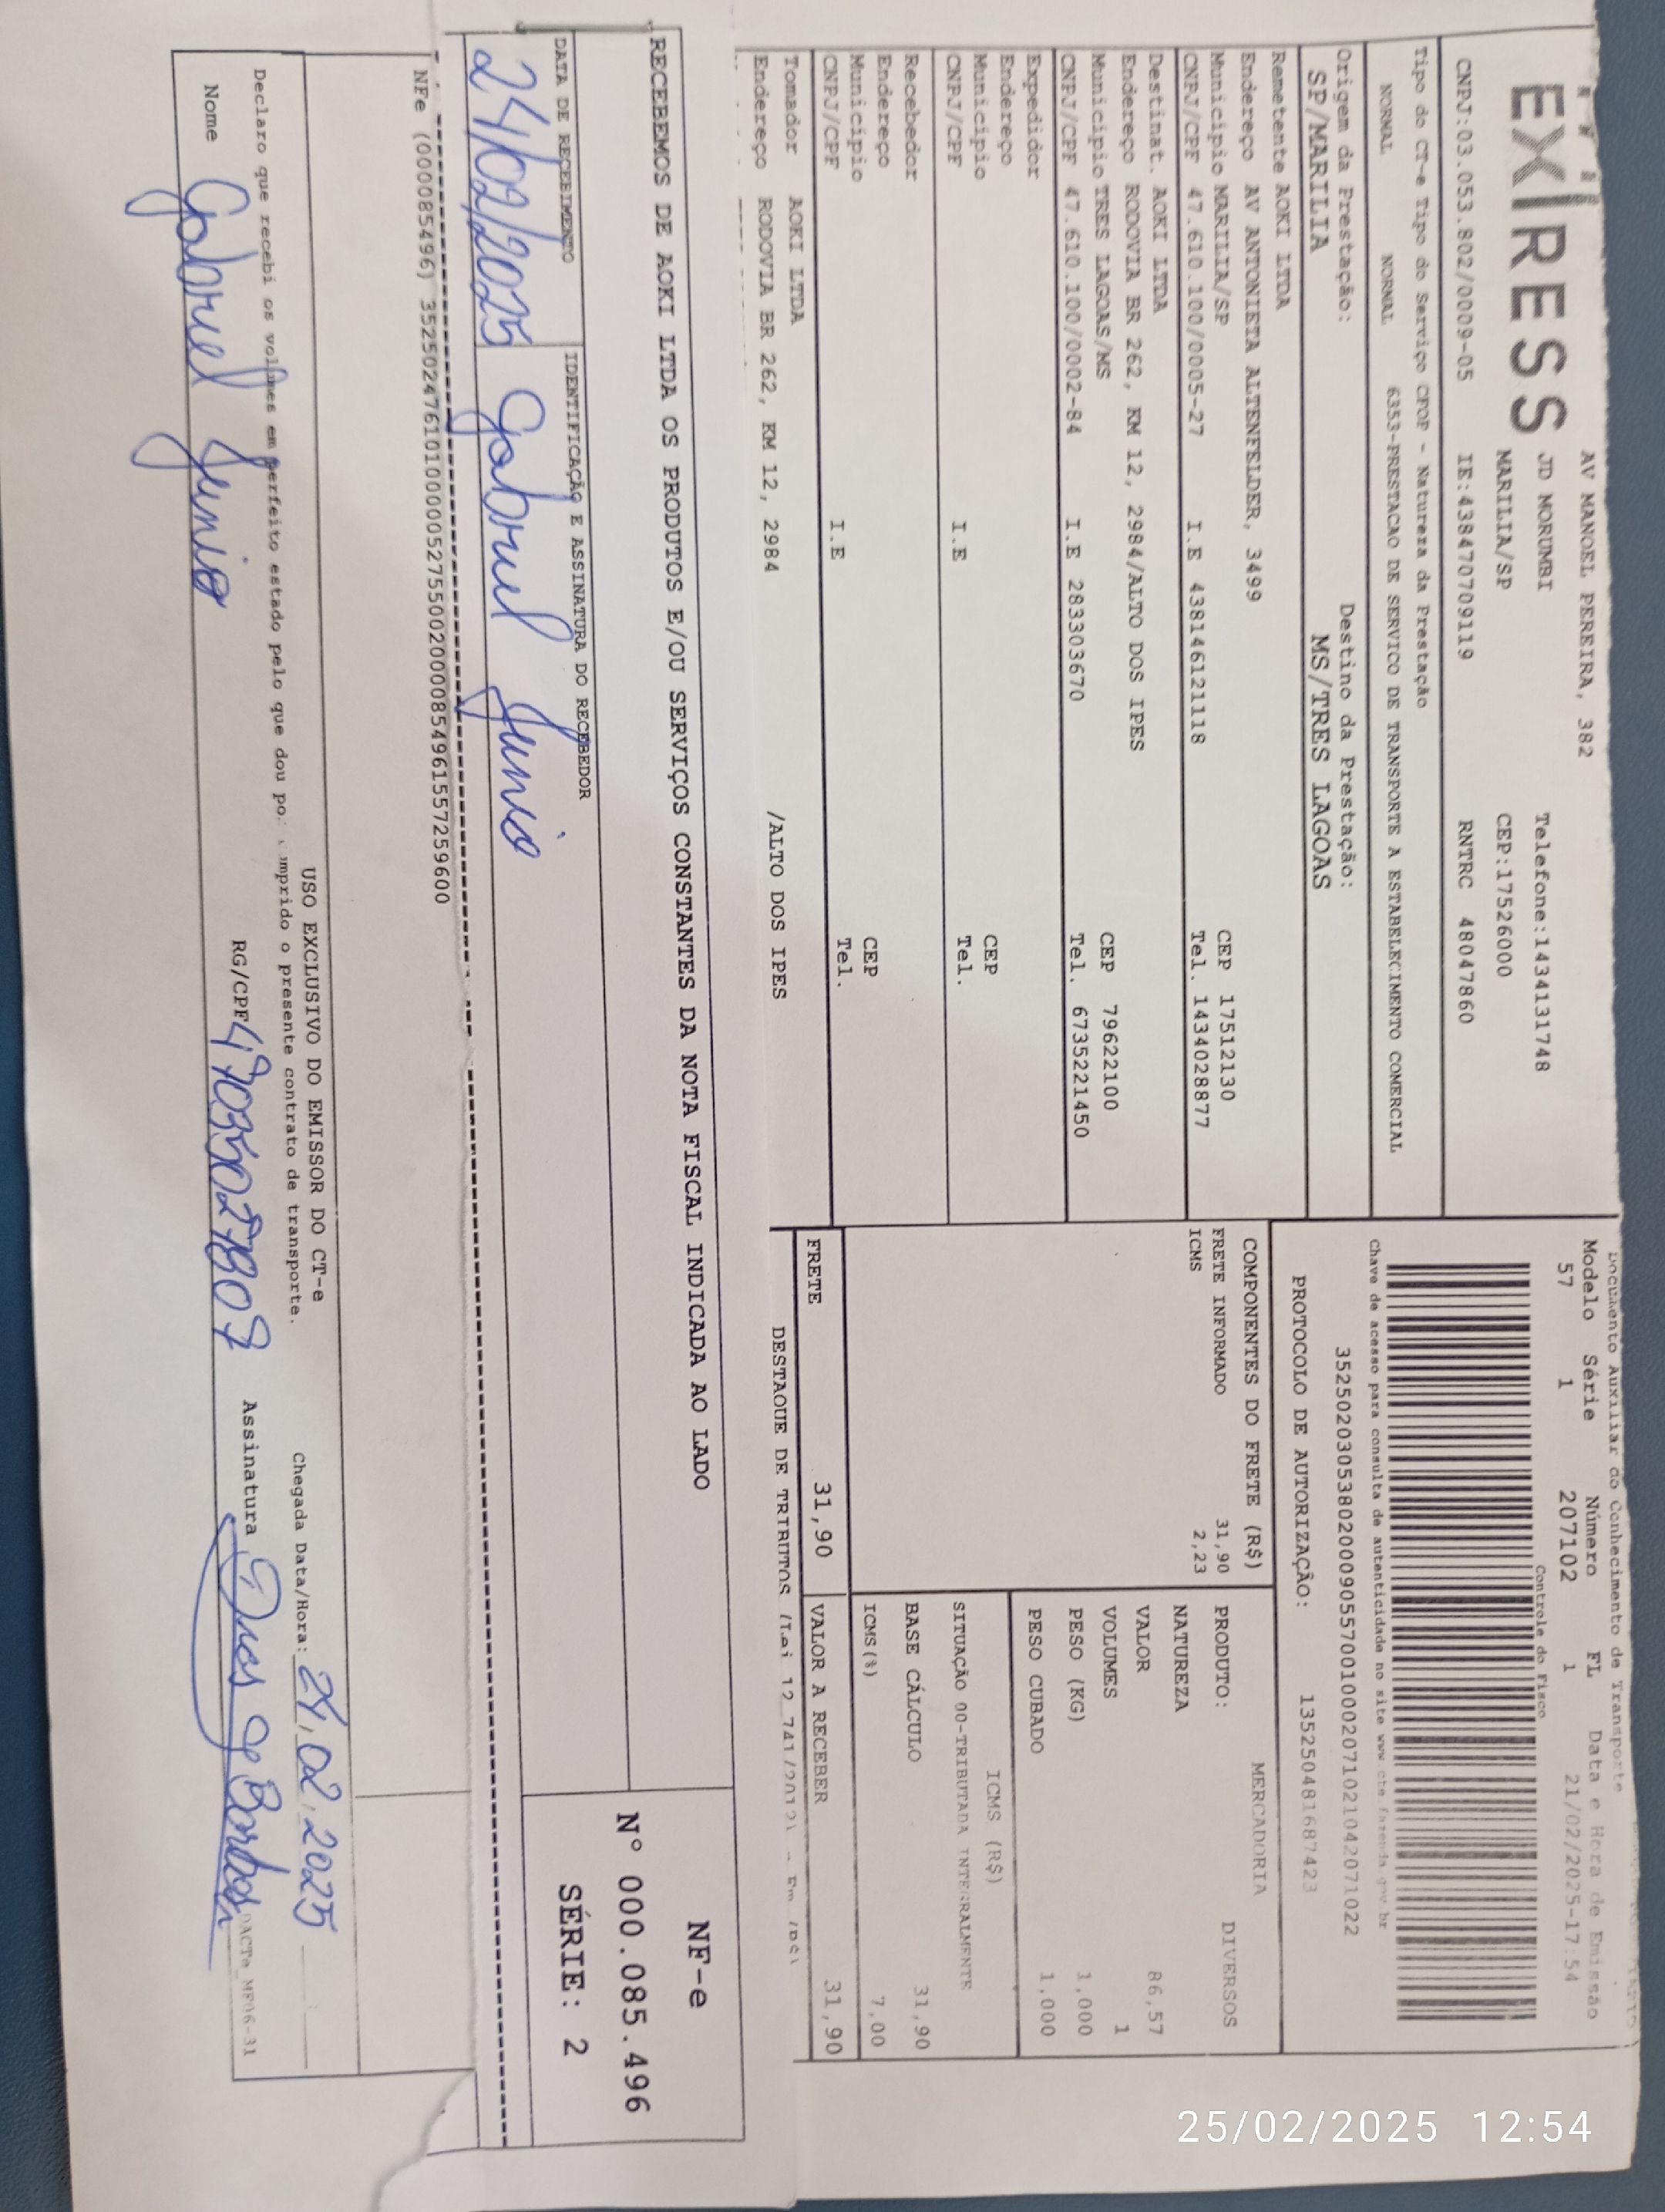 EXPRESS
AV MANOEL PEREIRA, 382
JD MORUMBI Telefone:1434131748
MARILIA/SP CEP:17526000
CNPJ:03.053.802/0009-05 IE:438470709119 RNTRC 48047860
Tipo do CT-e Tipo do Serviço CFOP - Natureza da Prestação
NORMAL NORMAL 6353-PRESTACAO DE SERVICO DE TRANSPORTE A ESTABELECIMENTO COMERCIAL
Origem da Prestação: Destino da Prestação:
SP/MARILIA MS/TRES LAGOAS
Remetente AOKI LTDA
Endereço AV ANTONIETA ALTENFELDER, 3499
Município MARILIA/SP CEP 17512130
CNPJ/CPF 47.610.100/0005-27 I.E 438146121118 Tel. 1434028877
Destinat. AOKI LTDA
Endereço RODOVIA BR 262, KM 12, 2984/ALTO DOS IPES
Município TRES LAGOAS/MS CEP 79622100
CNPJ/CPF 47.610.100/0002-84 I.E 283303670 Tel. 6735221450
Expedidor
Endereço
Município CEP
CNPJ/CPF I.E Tel.
Recebedor
Endereço
Município CEP
CNPJ/CPF I.E Tel.
Tomador AOKI LTDA
Endereço RODOVIA BR 262, KM 12, 2984 /ALTO DOS IPES
Documento Auxiliar do Conhecimento de Transporte
Modelo Série Número FL Data e Hora de Emissão
57 1 207102 1 21/02/2025-17:54
Controle do Fisco
Chave de acesso para consulta de autenticidade no site www.cte.fazenda.gov.br
35250203053802000905570010002071021042071022
PROTOCOLO DE AUTORIZAÇÃO: 135250481687423
COMPONENTES DO FRETE (R$)
FRETE INFORMADO 31,90
ICMS 2,23
MERCADORIA
PRODUTO: DIVERSOS
NATUREZA
VALOR 86,57
VOLUMES 1
PESO (KG) 1,000
PESO CUBADO 1,000
ICMS (R$)
SITUAÇÃO 00-TRIBUTADA INTEGRALMENTE
BASE CÁLCULO 31,90
ICMS(%) 7,00
FRETE 31,90 VALOR A RECEBER 31,90
DESTAQUE DE TRIBUTOS (Lei 12.741/2012) - Em (R$)
RECEBEMOS DE AOKI LTDA OS PRODUTOS E/OU SERVIÇOS CONSTANTES DA NOTA FISCAL INDICADA AO LADO
DATA DE RECEBIMENTO IDENTIFICAÇÃO E ASSINATURA DO RECEBEDOR
24/02/2025 Gabriel Junio
NF-e
N° 000.085.496
SÉRIE: 2
NFe (000085496) 35250247610100000527550020000854961557259600
USO EXCLUSIVO DO EMISSOR DO CT-e
Declaro que recebi os volumes em perfeito estado pelo que dou por cumprido o presente contrato de transporte.
Chegada Data/Hora: 24,02,2025
Nome Gabriel Junio RG/CPF Assinatura
DACTe_MF06-31
25/02/2025 12:54